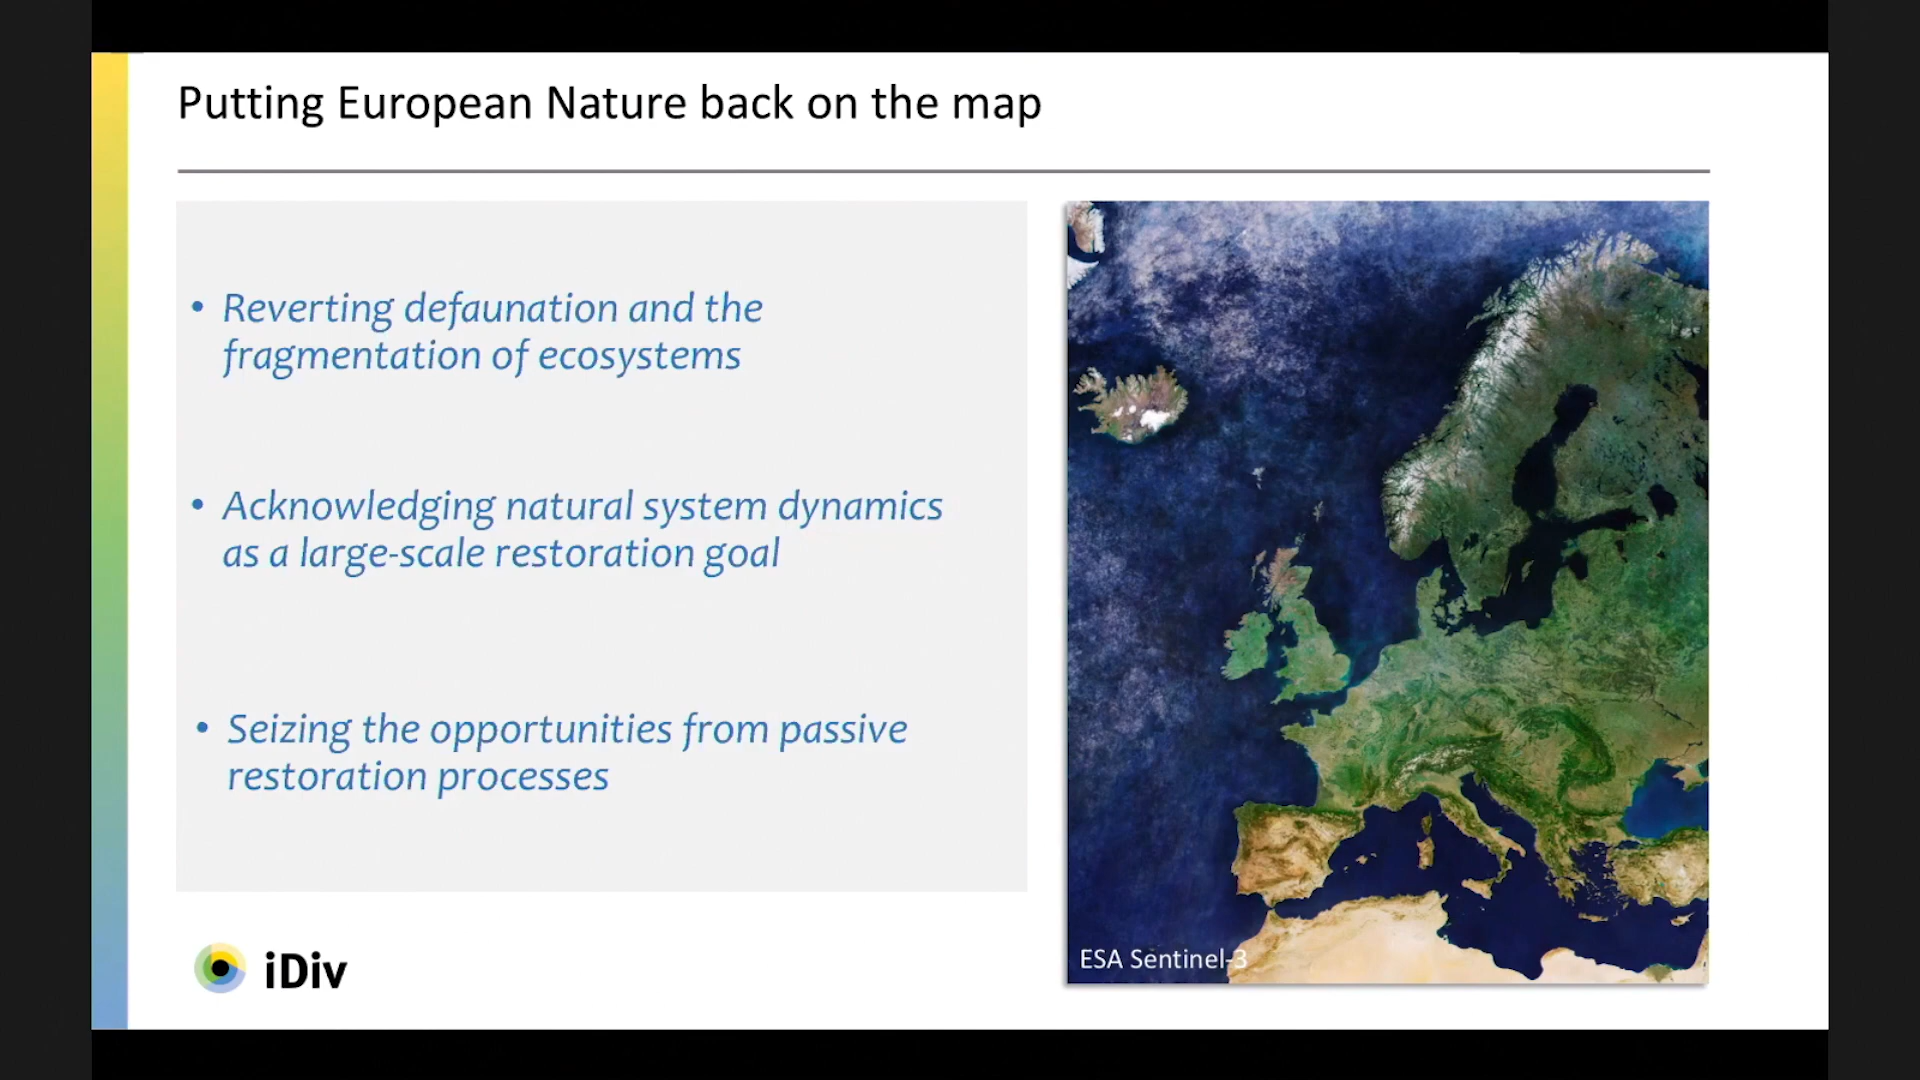 Putting European Nature back on the map
• Reverting defaunation and the
fragmentation of ecosystems
• Acknowledging natural system dynamics
as a large-scale restoration goal
• Seizing the opportunities from passive
restoration processes
ESA Sentinel-3
iDiv